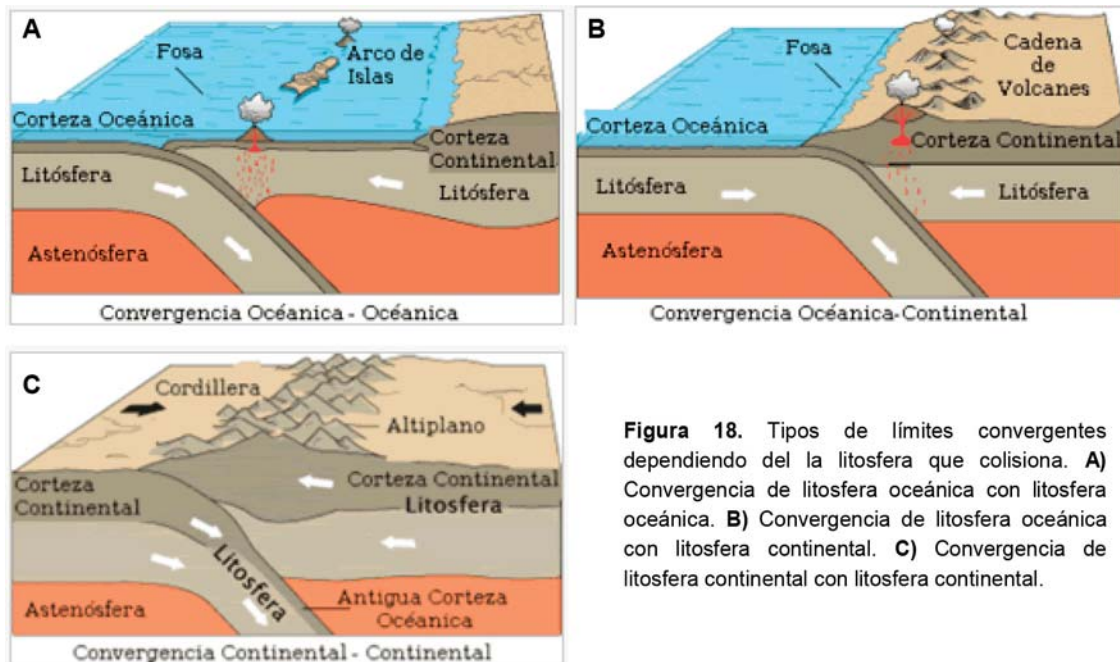 A
Fosa
Arco de
Islas
Corteza Oceánica
Corteza
Continental
Litósfera
Litósfera
Astenósfera
Convergencia Océanica - Océanica
B
Fosa
Cadena
de
Volcanes
Corteza Oceánica
Corteza Continental
Litósfera
Litósfera
Astenósfera
Convergencia Océanica-Continental
C
Cordillera
Altiplano
Corteza
Continental
Corteza Continental
Litosfera
Litosfera
Astenósfera
Antigua Corteza
Océanica
Convergencia Continental - Continental
Figura 18. Tipos de límites convergentes
dependiendo del la litosfera que colisiona. A)
Convergencia de litosfera oceánica con litosfera
oceánica. B) Convergencia de litosfera oceánica
con litosfera continental. C) Convergencia de
litosfera continental con litosfera continental.